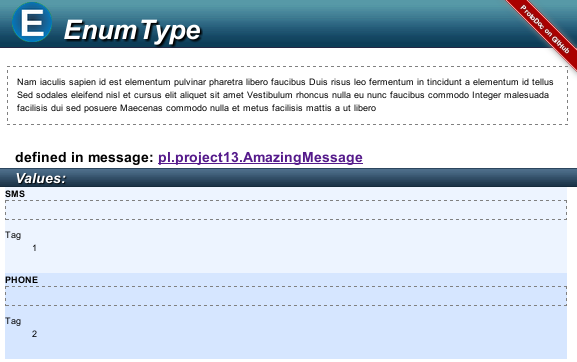 E EnumType
ProtoDoc on GitHub
Nam iaculis sapien id est elementum pulvinar pharetra libero faucibus Duis risus leo fermentum in tincidunt a elementum id tellus
Sed sodales eleifend nisl et cursus elit aliquet sit amet Vestibulum rhoncus nulla eu nunc faucibus commodo Integer malesuada
facilisis dui sed posuere Maecenas commodo nulla et metus facilisis mattis a ut libero
defined in message: pl.project13.AmazingMessage
Values:
SMS
Tag
1
PHONE
Tag
2